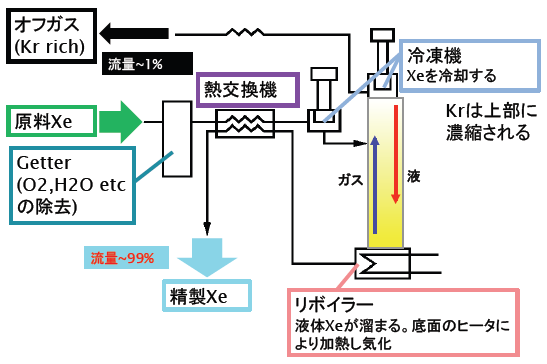 オフガス
(Kr rich)
流量~1%
冷凍機
Xeを冷却する
熱交換機
原料Xe
Krは上部に
濃縮される
Getter
(O2,H2O etc
の除去)
ガス
液
流量~99%
精製Xe
リボイラー
液体Xeが溜まる。底面のヒータに
より加熱し気化